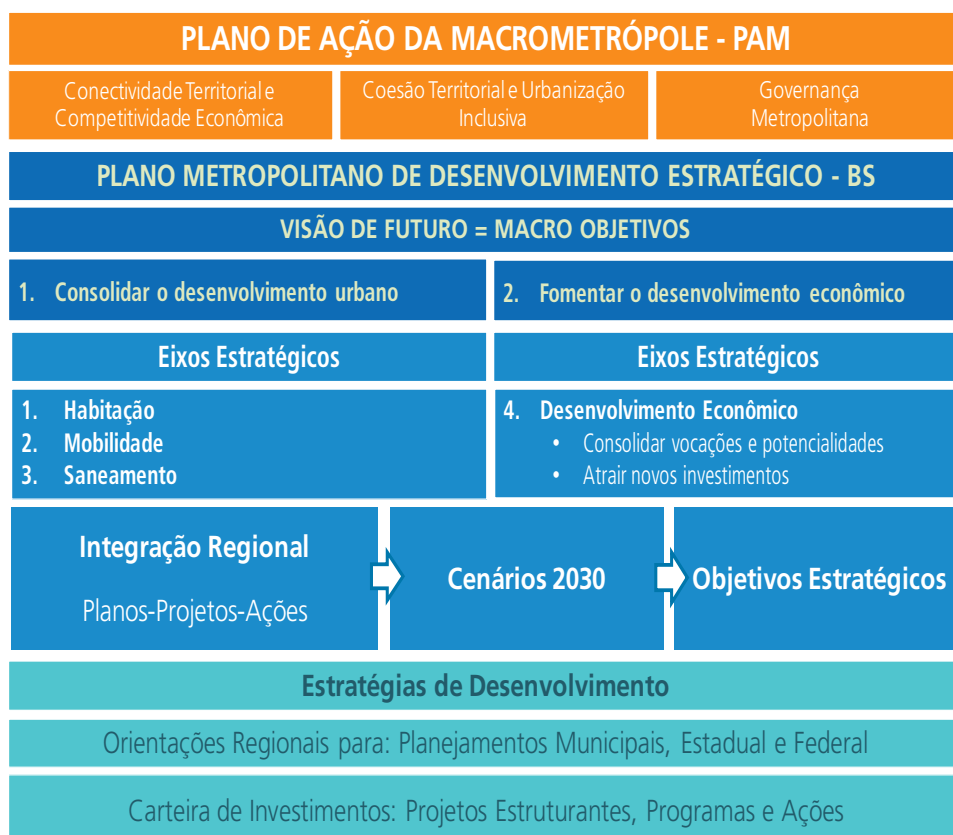 PLANO DE AÇÃO DA MACROMETRÓPOLE - PAM
Conectividade Territorial e
Competitividade Econômica
Coesão Territorial e Urbanização
Inclusiva
Governança
Metropolitana
PLANO METROPOLITANO DE DESENVOLVIMENTO ESTRATÉGICO - BS
VISÃO DE FUTURO = MACRO OBJETIVOS
1. Consolidar o desenvolvimento urbano
2. Fomentar o desenvolvimento econômico
Eixos Estratégicos
1. Habitação
2. Mobilidade
3. Saneamento
Eixos Estratégicos
4. Desenvolvimento Econômico
• Consolidar vocações e potencialidades
• Atrair novos investimentos
Integração Regional
Planos-Projetos-Ações
Cenários 2030
Objetivos Estratégicos
Estratégias de Desenvolvimento
Orientações Regionais para: Planejamentos Municipais, Estadual e Federal
Carteira de Investimentos: Projetos Estruturantes, Programas e Ações